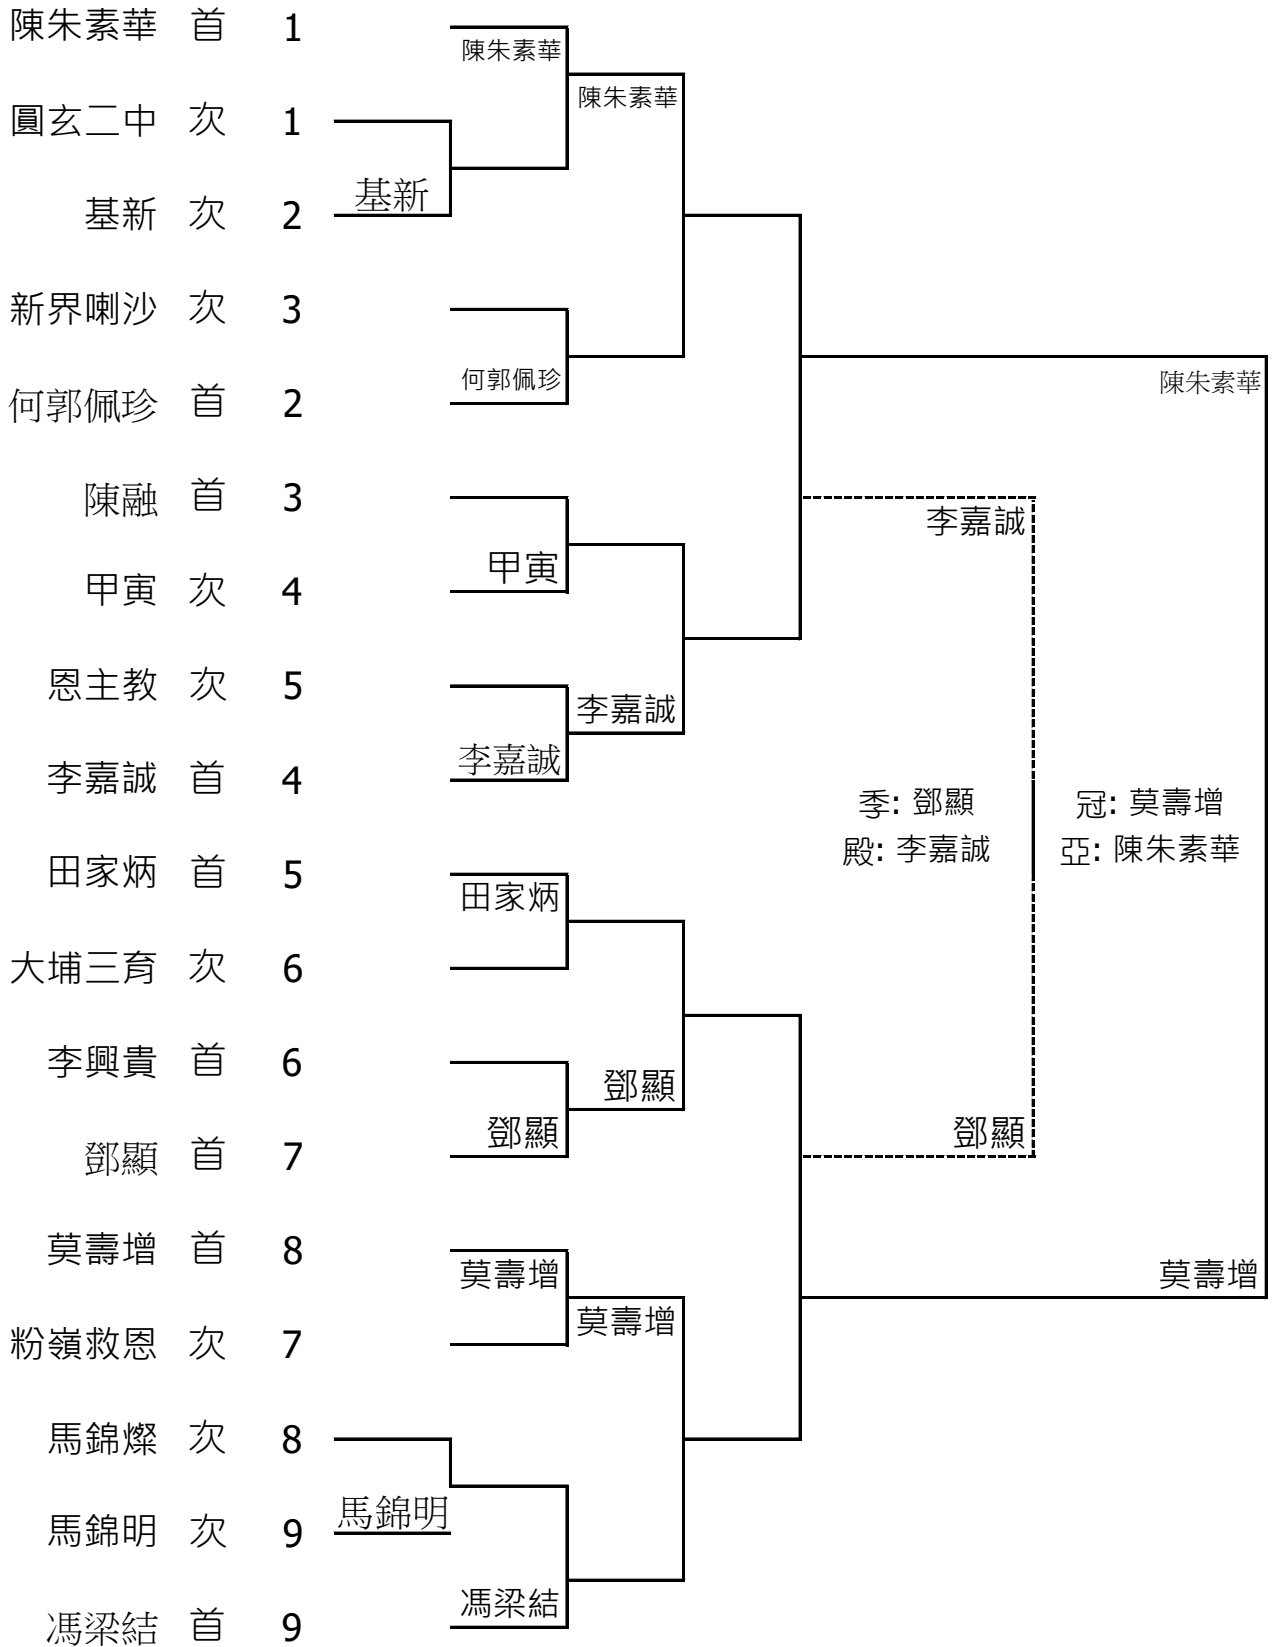 陳朱素華 首 1
陳朱素華
陳朱素華
圓玄二中 次 1
基新
基新 次 2
新界喇沙 次 3
何郭佩珍
陳朱素華
何郭佩珍 首 2
陳融 首 3
李嘉誠
甲寅
甲寅 次 4
恩主教 次 5
李嘉誠
李嘉誠
李嘉誠 首 4
季: 鄧顯
冠: 莫壽增
殿: 李嘉誠
亞: 陳朱素華
田家炳 首 5
田家炳
大埔三育 次 6
李興貴 首 6
鄧顯
鄧顯
鄧顯
鄧顯 首 7
莫壽增 首 8
莫壽增
莫壽增
莫壽增
粉嶺救恩 次 7
馬錦燦 次 8
馬錦明
馬錦明 次 9
馮梁結
馮梁結 首 9